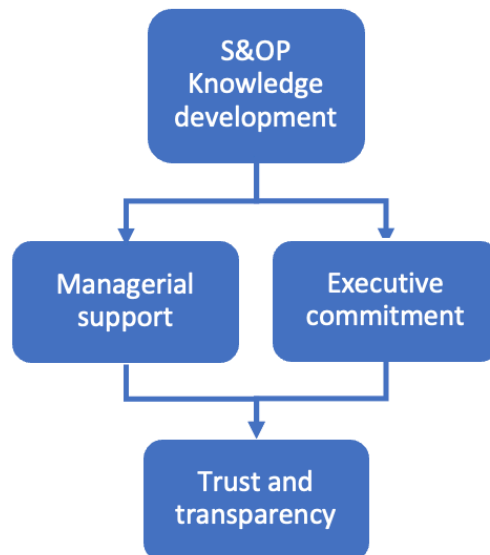 S&OP
Knowledge
development
Managerial
support
Executive
commitment
Trust and
transparency